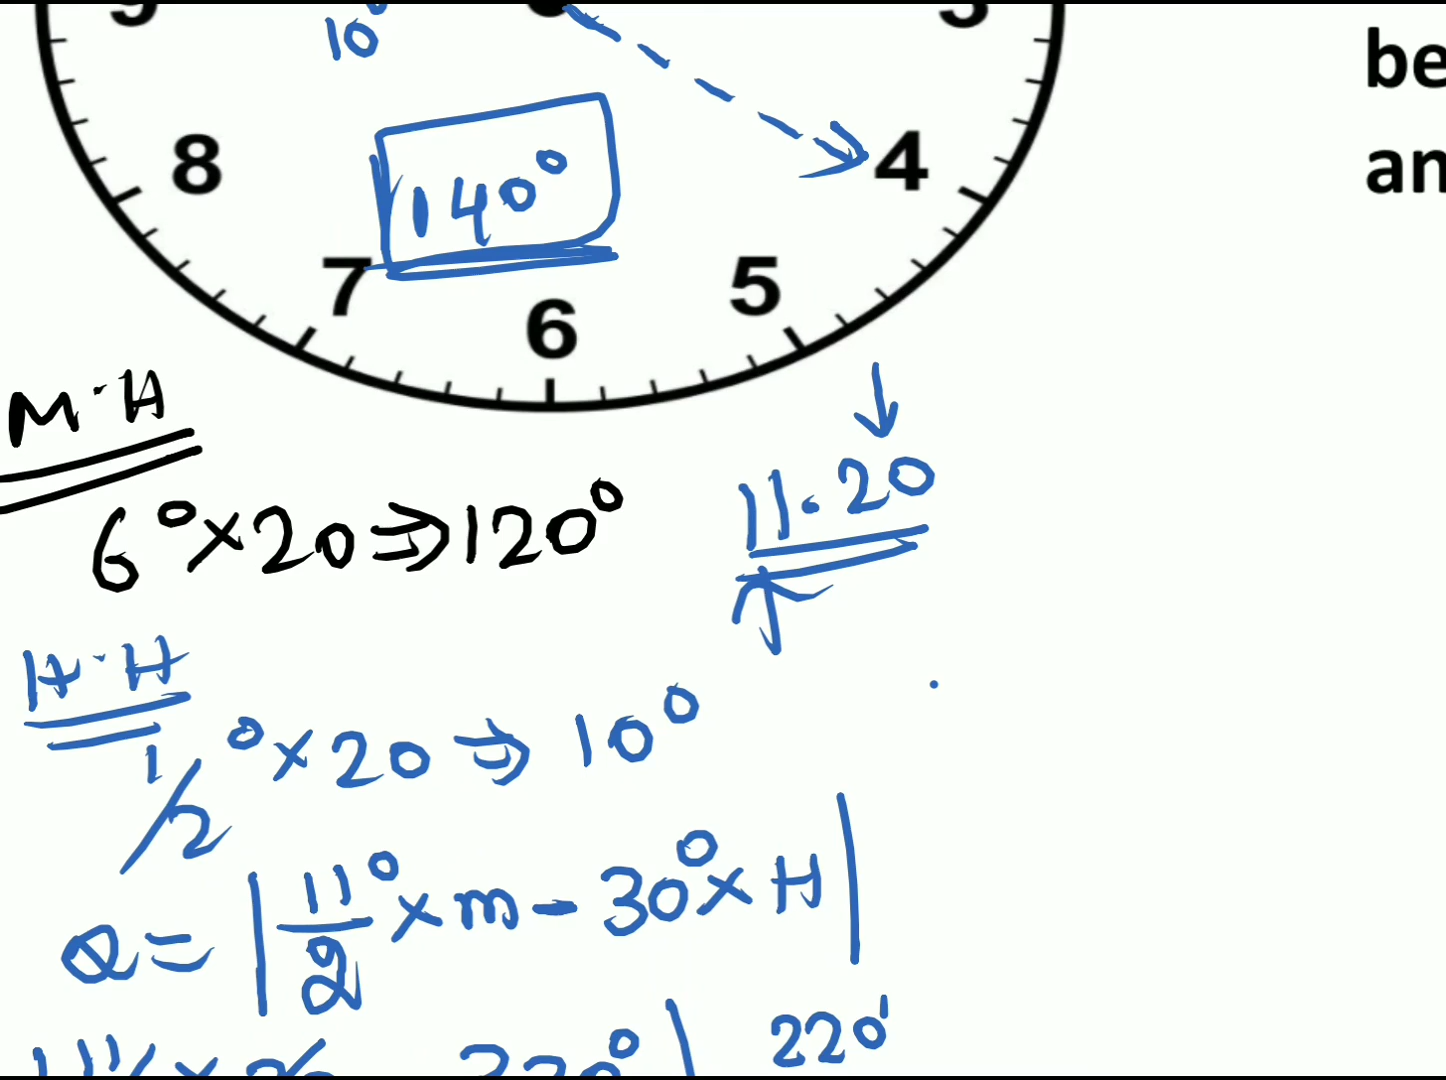 9
3
10°
be
8
140°
4
an
7
5
6
M·H
11.20
6° × 20 ⇒ 120°
H·H
1/2° × 20 ⇒ 10°
θ = | 11°/2 × m - 30° × H |
220'